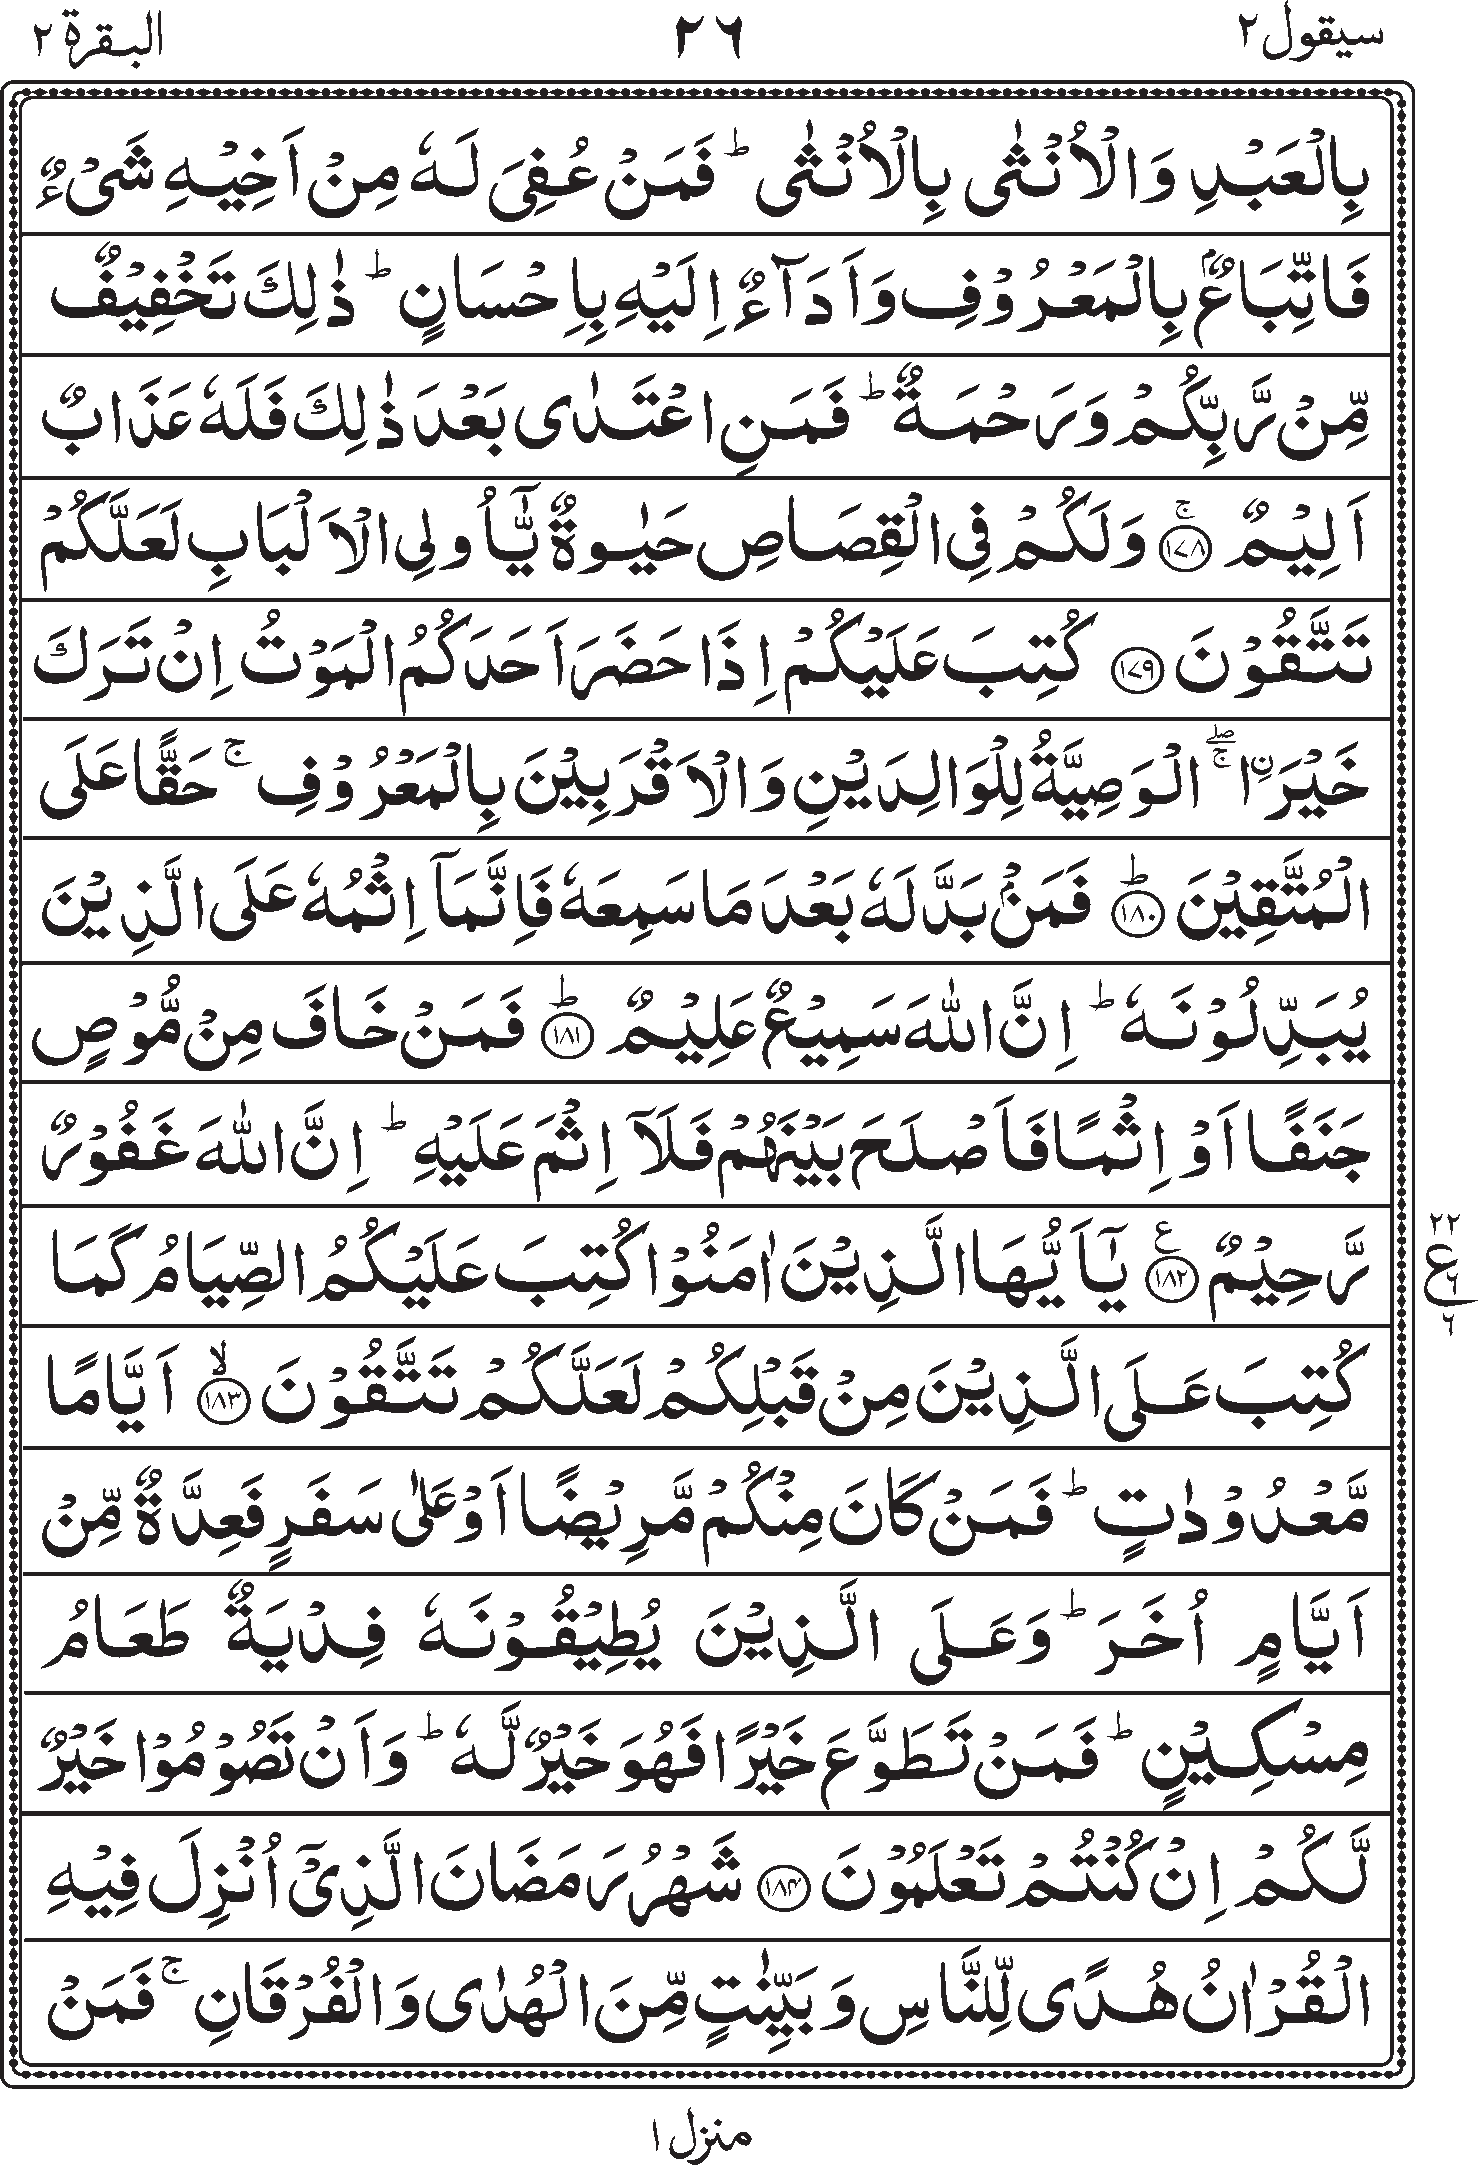 سيقول ٢ ٢٦ البقرة ٢
بِالۡعَبۡدِ وَالۡاُنۡثٰى بِالۡاُنۡثٰى ؕ فَمَنۡ عُفِىَ لَهٗ مِنۡ اَخِيۡهِ شَىۡءٌ
فَاتِّبَاعٌۢ بِالۡمَعۡرُوۡفِ وَاَدَآءٌ اِلَيۡهِ بِاِحۡسَانٍ ؕ ذٰلِكَ تَخۡفِيۡفٌ
مِّنۡ رَّبِّكُمۡ وَرَحۡمَةٌ ؕ فَمَنِ اعۡتَدٰى بَعۡدَ ذٰلِكَ فَلَهٗ عَذَابٌ
اَلِيۡمٌۚ ‏﴿۱۷۸﴾ وَلَكُمۡ فِى الۡقِصَاصِ حَيٰوةٌ يّٰٓاُولِى الۡاَلۡبَابِ لَعَلَّكُمۡ
تَتَّقُوۡنَ ﴿۱۷۹﴾ كُتِبَ عَلَيۡكُمۡ اِذَا حَضَرَ اَحَدَكُمُ الۡمَوۡتُ اِنۡ تَرَكَ
خَيۡرَۨا ۖۚ الۡوَصِيَّةُ لِلۡوَالِدَيۡنِ وَالۡاَقۡرَبِيۡنَ بِالۡمَعۡرُوۡفِۚ حَقًّا عَلَى
الۡمُتَّقِيۡنَؕ ﴿۱۸۰﴾ فَمَنۡۢ بَدَّلَهٗ بَعۡدَ مَا سَمِعَهٗ فَاِنَّمَآ اِثۡمُهٗ عَلَى الَّذِيۡنَ
يُبَدِّلُوۡنَهٗؕ اِنَّ اللّٰهَ سَمِيۡعٌ عَلِيۡمٌؕ ﴿۱۸۱﴾ فَمَنۡ خَافَ مِنۡ مُّوۡصٍ
جَنَفًا اَوۡ اِثۡمًا فَاَصۡلَحَ بَيۡنَهُمۡ فَلَآ اِثۡمَ عَلَيۡهِؕ اِنَّ اللّٰهَ غَفُوۡرٌ
رَّحِيۡمٌ ﴿۱۸۲﴾ ع يٰٓاَيُّهَا الَّذِيۡنَ اٰمَنُوۡا كُتِبَ عَلَيۡکُمُ الصِّيَامُ کَمَا
٢٢
ع
٦
٦
كُتِبَ عَلَى الَّذِيۡنَ مِنۡ قَبۡلِکُمۡ لَعَلَّكُمۡ تَتَّقُوۡنَۙ ﴿۱۸۳﴾ اَيَّامًا
مَّعۡدُوۡدٰتٍؕ فَمَنۡ كَانَ مِنۡكُمۡ مَّرِيۡضًا اَوۡ عَلٰى سَفَرٍ فَعِدَّةٌ مِّنۡ
اَيَّامٍ اُخَرَؕ وَعَلَى الَّذِيۡنَ يُطِيۡقُوۡنَهٗ فِدۡيَةٌ طَعَامُ
مِسۡكِيۡنٍؕ فَمَنۡ تَطَوَّعَ خَيۡرًا فَهُوَ خَيۡرٌ لَّهٗؕ وَاَنۡ تَصُوۡمُوۡا خَيۡرٌ
لَّکُمۡ اِنۡ كُنۡتُمۡ تَعۡلَمُوۡنَ ﴿۱۸۴﴾ شَهۡرُ رَمَضَانَ الَّذِىۡٓ اُنۡزِلَ فِيۡهِ
الۡقُرۡاٰنُ هُدًى لِّلنَّاسِ وَ بَيِّنٰتٍ مِّنَ الۡهُدٰى وَالۡفُرۡقَانِۚ فَمَنۡ
منزل ١